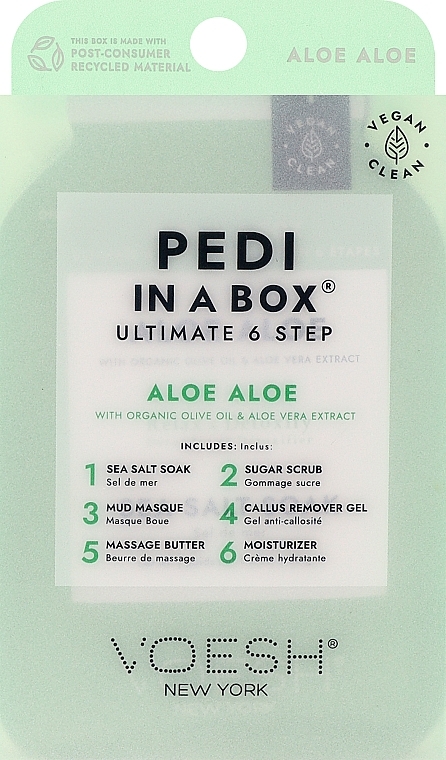 THIS BOX IS MADE WITH
POST-CONSUMER
RECYCLED MATERIAL
ALOE ALOE
VEGAN
CLEAN
PEDI
IN A BOX®
ULTIMATE 6 STEP
ALOE ALOE
WITH ORGANIC OLIVE OIL & ALOE VERA EXTRACT
INCLUDES: Inclus:
1 SEA SALT SOAK
Sel de mer
2 SUGAR SCRUB
Gommage sucre
3 MUD MASQUE
Masque Boue
4 CALLUS REMOVER GEL
Gel anti-callosité
5 MASSAGE BUTTER
Beurre de massage
6 MOISTURIZER
Crème hydratante
VOESH®
NEW YORK